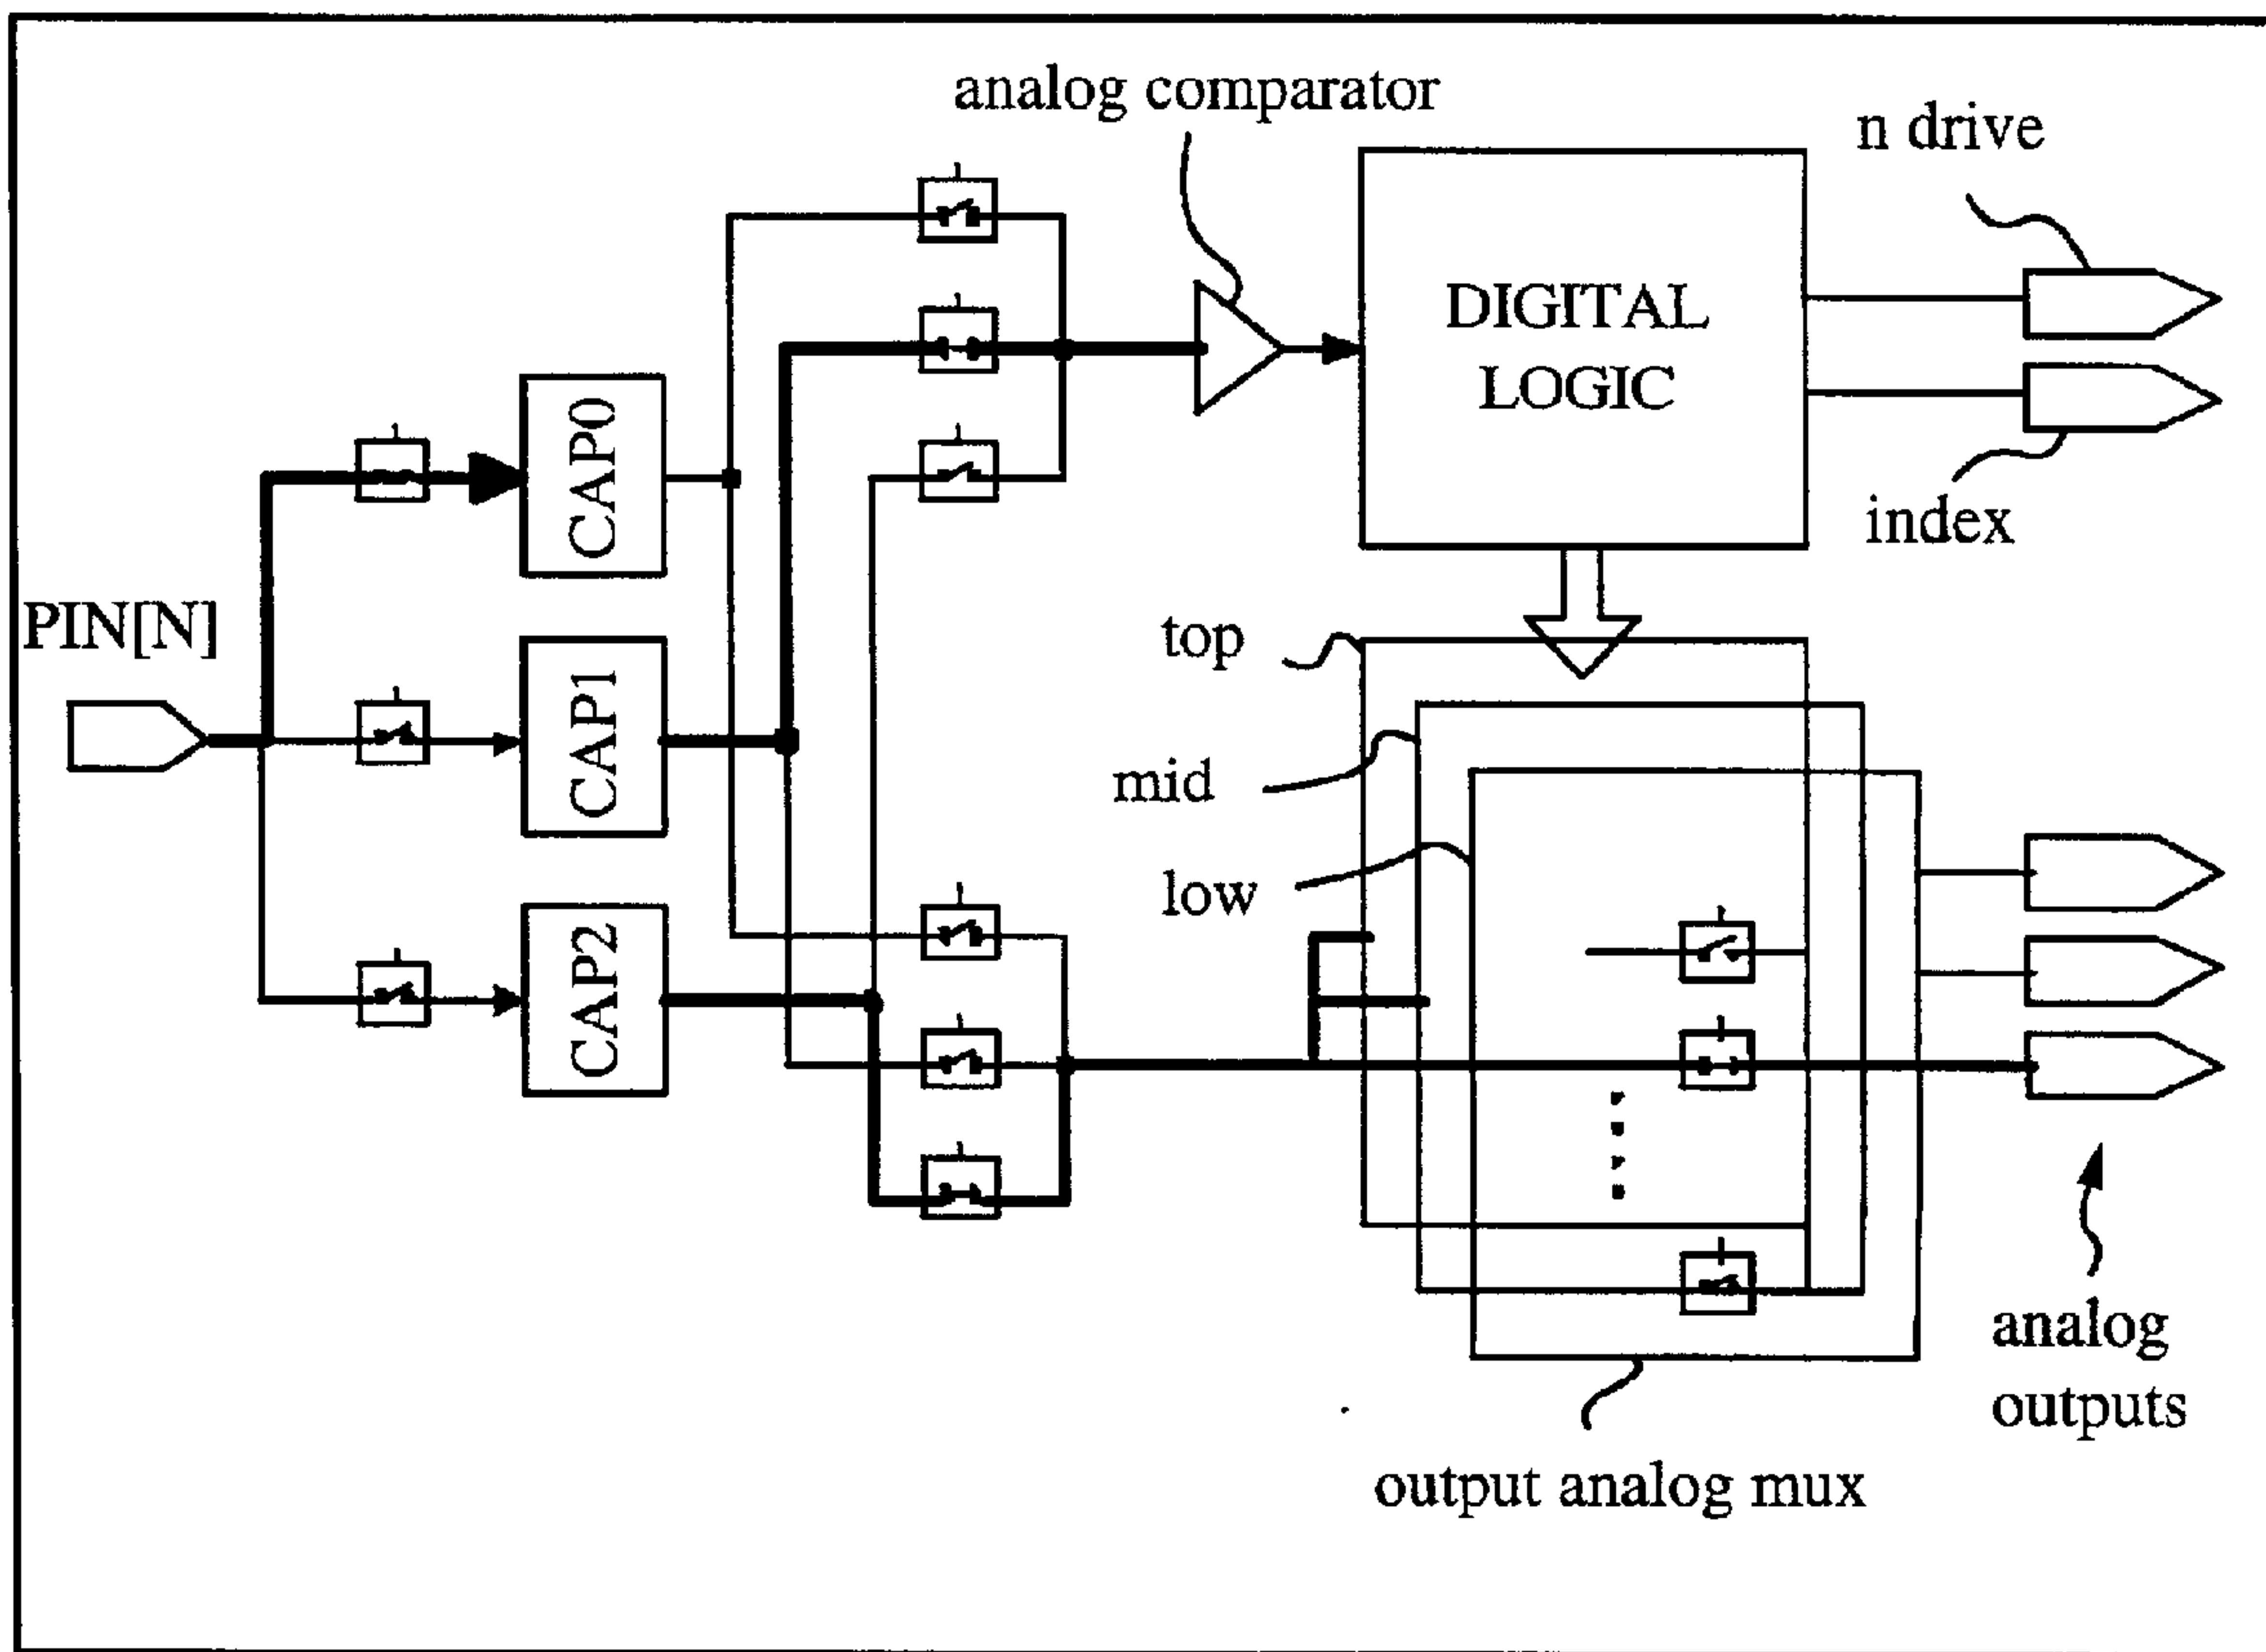 analog comparator
n drive
DIGITAL
LOGIC
index
CAP0
PIN[N]
top
CAP1
mid
low
CAP2
analog
outputs
output analog mux